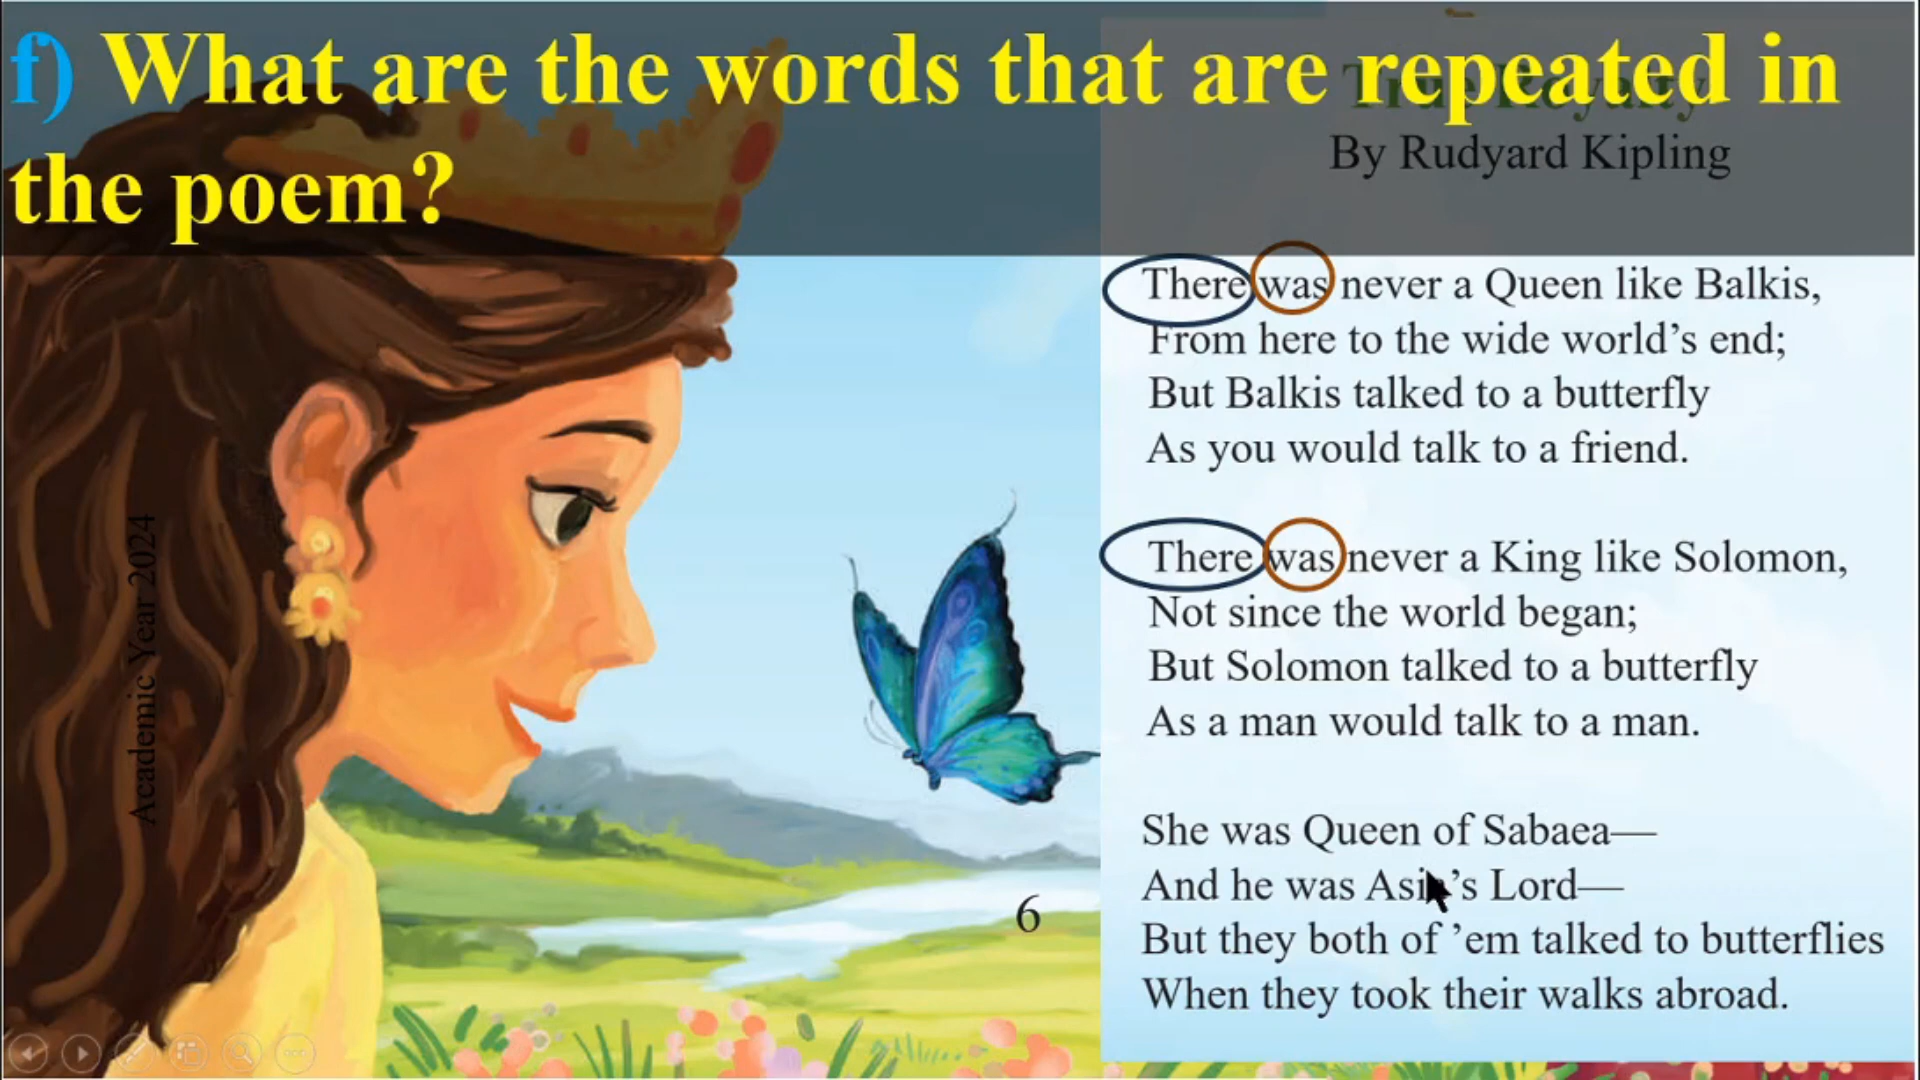 f) What are the words that are repeated in
the poem?
True Royalty
By Rudyard Kipling
There was never a Queen like Balkis,
From here to the wide world's end;
But Balkis talked to a butterfly
As you would talk to a friend.
There was never a King like Solomon,
Not since the world began;
But Solomon talked to a butterfly
As a man would talk to a man.
She was Queen of Sabaea—
And he was Asia's Lord—
But they both of 'em talked to butterflies
When they took their walks abroad.
Academic Year 2024
6